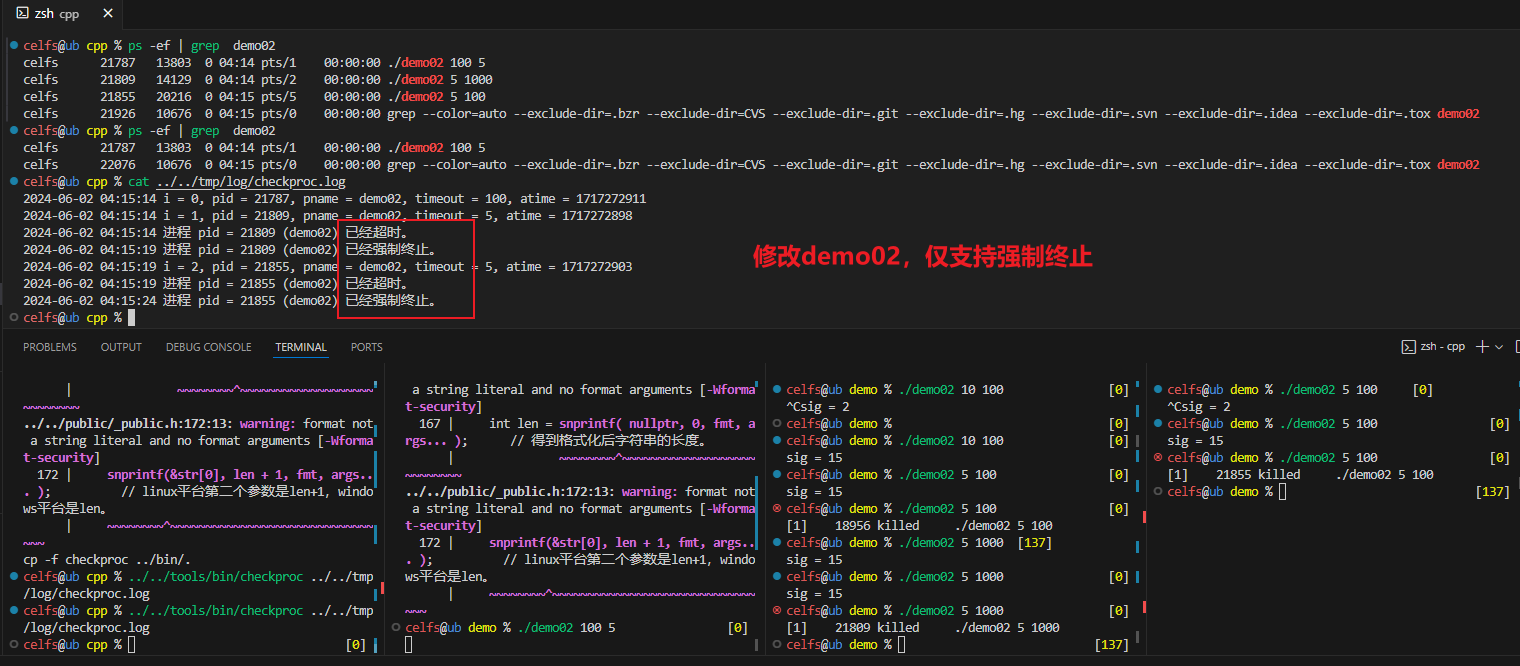 zsh cpp
celfs@ub cpp % ps -ef | grep  demo02
celfs      21787   13803  0 04:14 pts/1    00:00:00 ./demo02 100 5
celfs      21809   14129  0 04:14 pts/2    00:00:00 ./demo02 5 1000
celfs      21855   20216  0 04:15 pts/5    00:00:00 ./demo02 5 100
celfs      21926   10676  0 04:15 pts/0    00:00:00 grep --color=auto --exclude-dir=.bzr --exclude-dir=CVS --exclude-dir=.git --exclude-dir=.hg --exclude-dir=.svn --exclude-dir=.idea --exclude-dir=.tox demo02
celfs@ub cpp % ps -ef | grep  demo02
celfs      21787   13803  0 04:14 pts/1    00:00:00 ./demo02 100 5
celfs      22076   10676  0 04:15 pts/0    00:00:00 grep --color=auto --exclude-dir=.bzr --exclude-dir=CVS --exclude-dir=.git --exclude-dir=.hg --exclude-dir=.svn --exclude-dir=.idea --exclude-dir=.tox demo02
celfs@ub cpp % cat ../../tmp/log/checkproc.log
2024-06-02 04:15:14 i = 0, pid = 21787, pname = demo02, timeout = 100, atime = 1717272911
2024-06-02 04:15:14 i = 1, pid = 21809, pname = demo02, timeout = 5, atime = 1717272898
2024-06-02 04:15:14 进程 pid = 21809 (demo02) 已经超时。
2024-06-02 04:15:19 进程 pid = 21809 (demo02) 已经强制终止。
2024-06-02 04:15:19 i = 2, pid = 21855, pname = demo02, timeout = 5, atime = 1717272903
2024-06-02 04:15:19 进程 pid = 21855 (demo02) 已经超时。
2024-06-02 04:15:24 进程 pid = 21855 (demo02) 已经强制终止。
celfs@ub cpp %
修改demo02，仅支持强制终止
PROBLEMS OUTPUT DEBUG CONSOLE TERMINAL PORTS
zsh - cpp
| ~~~~~~~~^~~~~~~~~~~~~~~~~~~~
~~~~~~~~
../../public/_public.h:172:13: warning: format not
a string literal and no format arguments [-Wforma
t-security]
172 |     snprintf(&str[0], len + 1, fmt, args..
. );     // linux平台第二个参数是len+1, windo
ws平台是len。
| ~~~~~~~~^~~~~~~~~~~~~~~~~~~~~~~~~~~~~~
~~~
cp -f checkproc ../bin/.
celfs@ub cpp % ../../tools/bin/checkproc ../../tmp
/log/checkproc.log
celfs@ub cpp % ../../tools/bin/checkproc ../../tmp
/log/checkproc.log
celfs@ub cpp % [0]
a string literal and no format arguments [-Wforma
t-security]
167 |     int len = snprintf( nullptr, 0, fmt, a
rgs... );     // 得到格式化后字符串的长度。
| ~~~~~~~~^~~~~~~~~~~~~~~~~~~~
~~~~~~~~~
../../public/_public.h:172:13: warning: format not
a string literal and no format arguments [-Wforma
t-security]
172 |     snprintf(&str[0], len + 1, fmt, args..
. );     // linux平台第二个参数是len+1, windo
ws平台是len。
| ~~~~~~~~^~~~~~~~~~~~~~~~~~~~~~~~~~~~~~
~~~
celfs@ub demo % ./demo02 100 5 [0]
celfs@ub demo % ./demo02 10 100 [0]
^Csig = 2
celfs@ub demo % [0]
celfs@ub demo % ./demo02 10 100 [0]
sig = 15
celfs@ub demo % ./demo02 5 100 [0]
sig = 15
celfs@ub demo % ./demo02 5 100 [0]
[1]    18956 killed     ./demo02 5 100
celfs@ub demo % ./demo02 5 1000 [137]
sig = 15
celfs@ub demo % ./demo02 5 1000 [0]
sig = 15
celfs@ub demo % ./demo02 5 1000 [0]
[1]    21809 killed     ./demo02 5 1000
celfs@ub demo % [137]
celfs@ub demo % ./demo02 5 100 [0]
^Csig = 2
celfs@ub demo % ./demo02 5 100 [0]
sig = 15
celfs@ub demo % ./demo02 5 100 [0]
[1]    21855 killed     ./demo02 5 100
celfs@ub demo % [137]